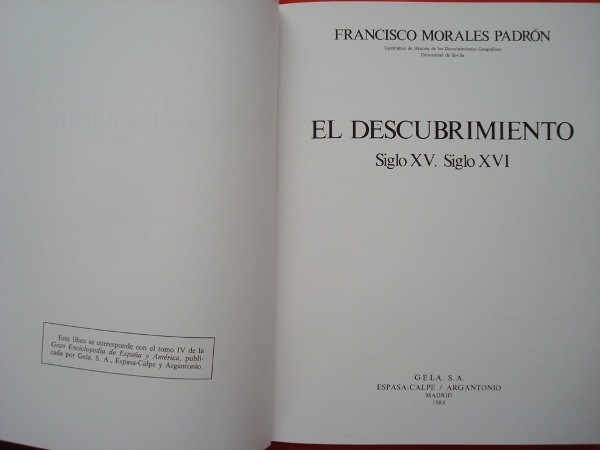 Este libro se corresponde con el tomo IV de la
Gran Enciclopedia de España y América, publi-
cada por Gela, S. A., Espasa-Calpe y Argantonio.
FRANCISCO MORALES PADRÓN
Catedrático de Historia de los Descubrimientos Geográficos
Universidad de Sevilla
EL DESCUBRIMIENTO
Siglo XV. Siglo XVI
GELA, S.A.
ESPASA-CALPE / ARGANTONIO
MADRID
1988